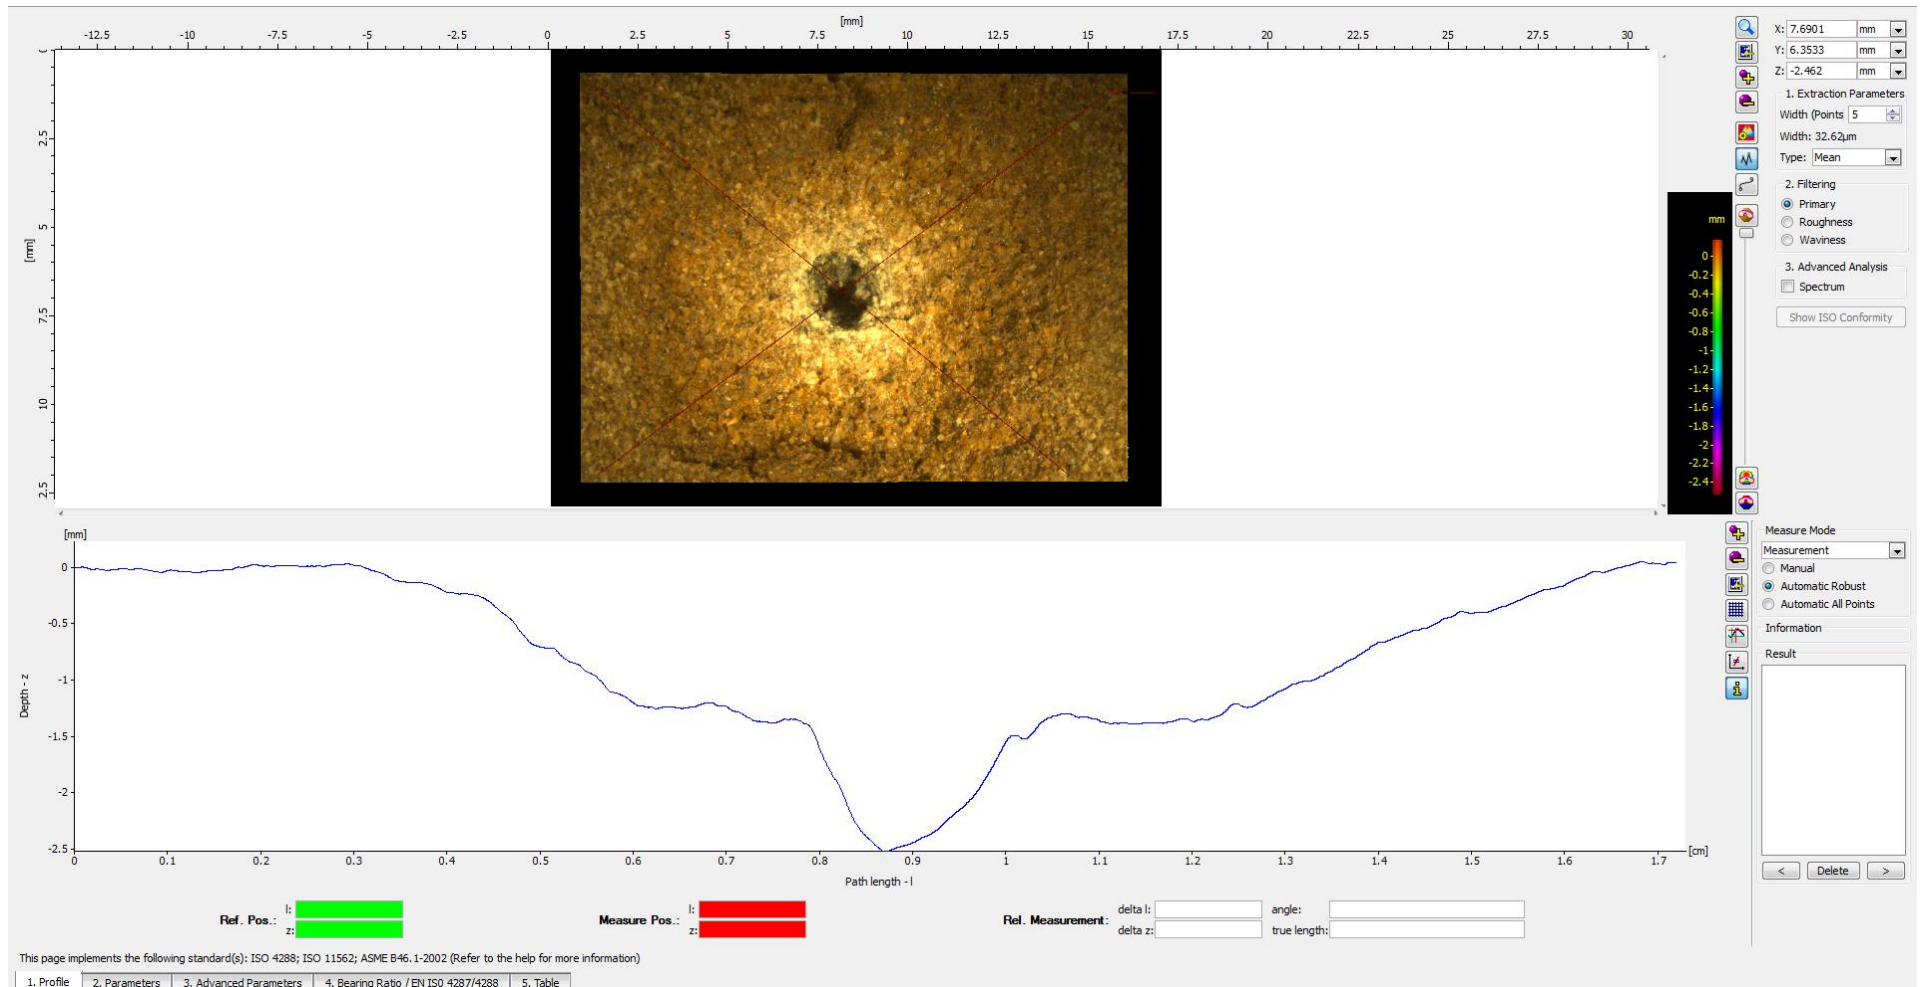 [mm]
-12.5 -10 -7.5 -5 -2.5 0 2.5 5 7.5 10 12.5 15 17.5 20 22.5 25 27.5 30
0
2.5
5
[mm]
7.5
10
2.5
mm
0
-0.2
-0.4
-0.6
-0.8
-1
-1.2
-1.4
-1.6
-1.8
-2
-2.2
-2.4
X: 7.6901 mm
Y: 6.3533 mm
Z: -2.462 mm
1. Extraction Parameters
Width (Points 5
Width: 32.62µm
Type: Mean
2. Filtering
Primary
Roughness
Waviness
3. Advanced Analysis
Spectrum
Show ISO Conformity
[mm]
0
-0.5
-1
-1.5
-2
-2.5
Depth - z
0 0.1 0.2 0.3 0.4 0.5 0.6 0.7 0.8 0.9 1 1.1 1.2 1.3 1.4 1.5 1.6 1.7 [cm]
Path length - l
Measure Mode
Measurement
Manual
Automatic Robust
Automatic All Points
Information
Result
< Delete >
Ref. Pos.: l:
z:
Measure Pos.: l:
z:
Rel. Measurement: delta l: angle:
delta z: true length:
This page implements the following standard(s): ISO 4288; ISO 11562; ASME B46.1-2002 (Refer to the help for more information)
1. Profile 2. Parameters 3. Advanced Parameters 4. Bearing Ratio / EN ISO 4287/4288 5. Table